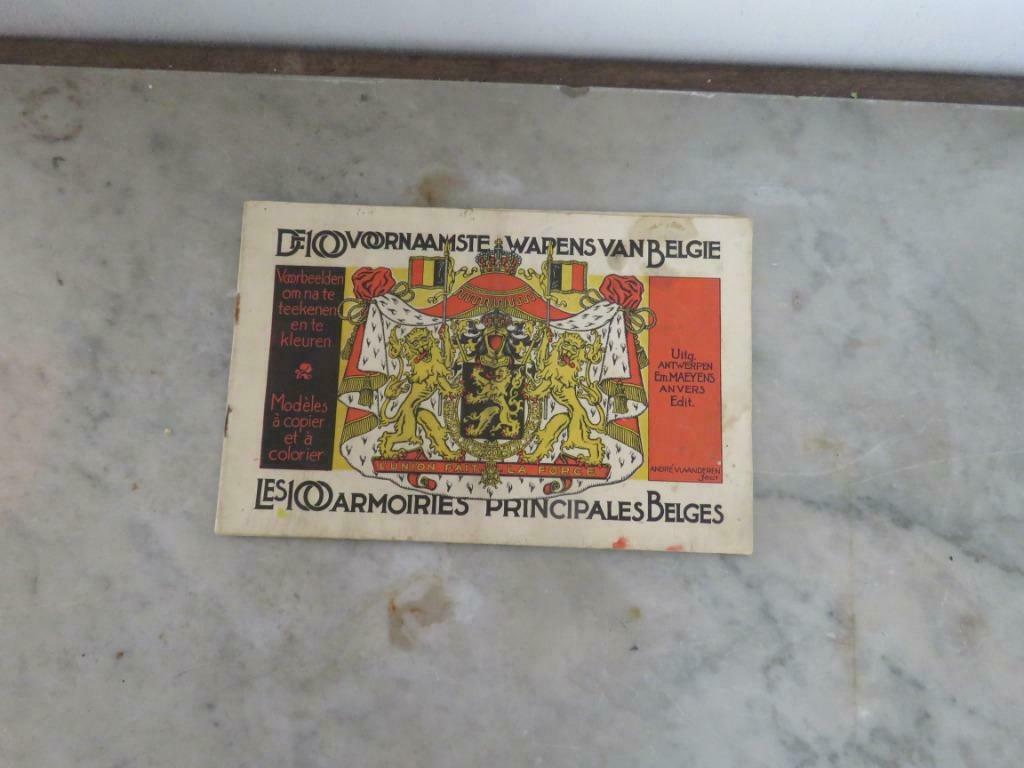 DE 100 VOORNAAMSTE WAPENS VAN BELGIE
Voorbeelden
om na te
teekenen
en te
kleuren
Modèles
à copier
et à
colorier
L'UNION FAIT LA FORCE
Uitg.
ANTWERPEN
Em. MAEYENS
ANVERS
Edit.
ANDRÉ VLAANDEREN
fecit
LES 100 ARMOIRIES PRINCIPALES BELGES